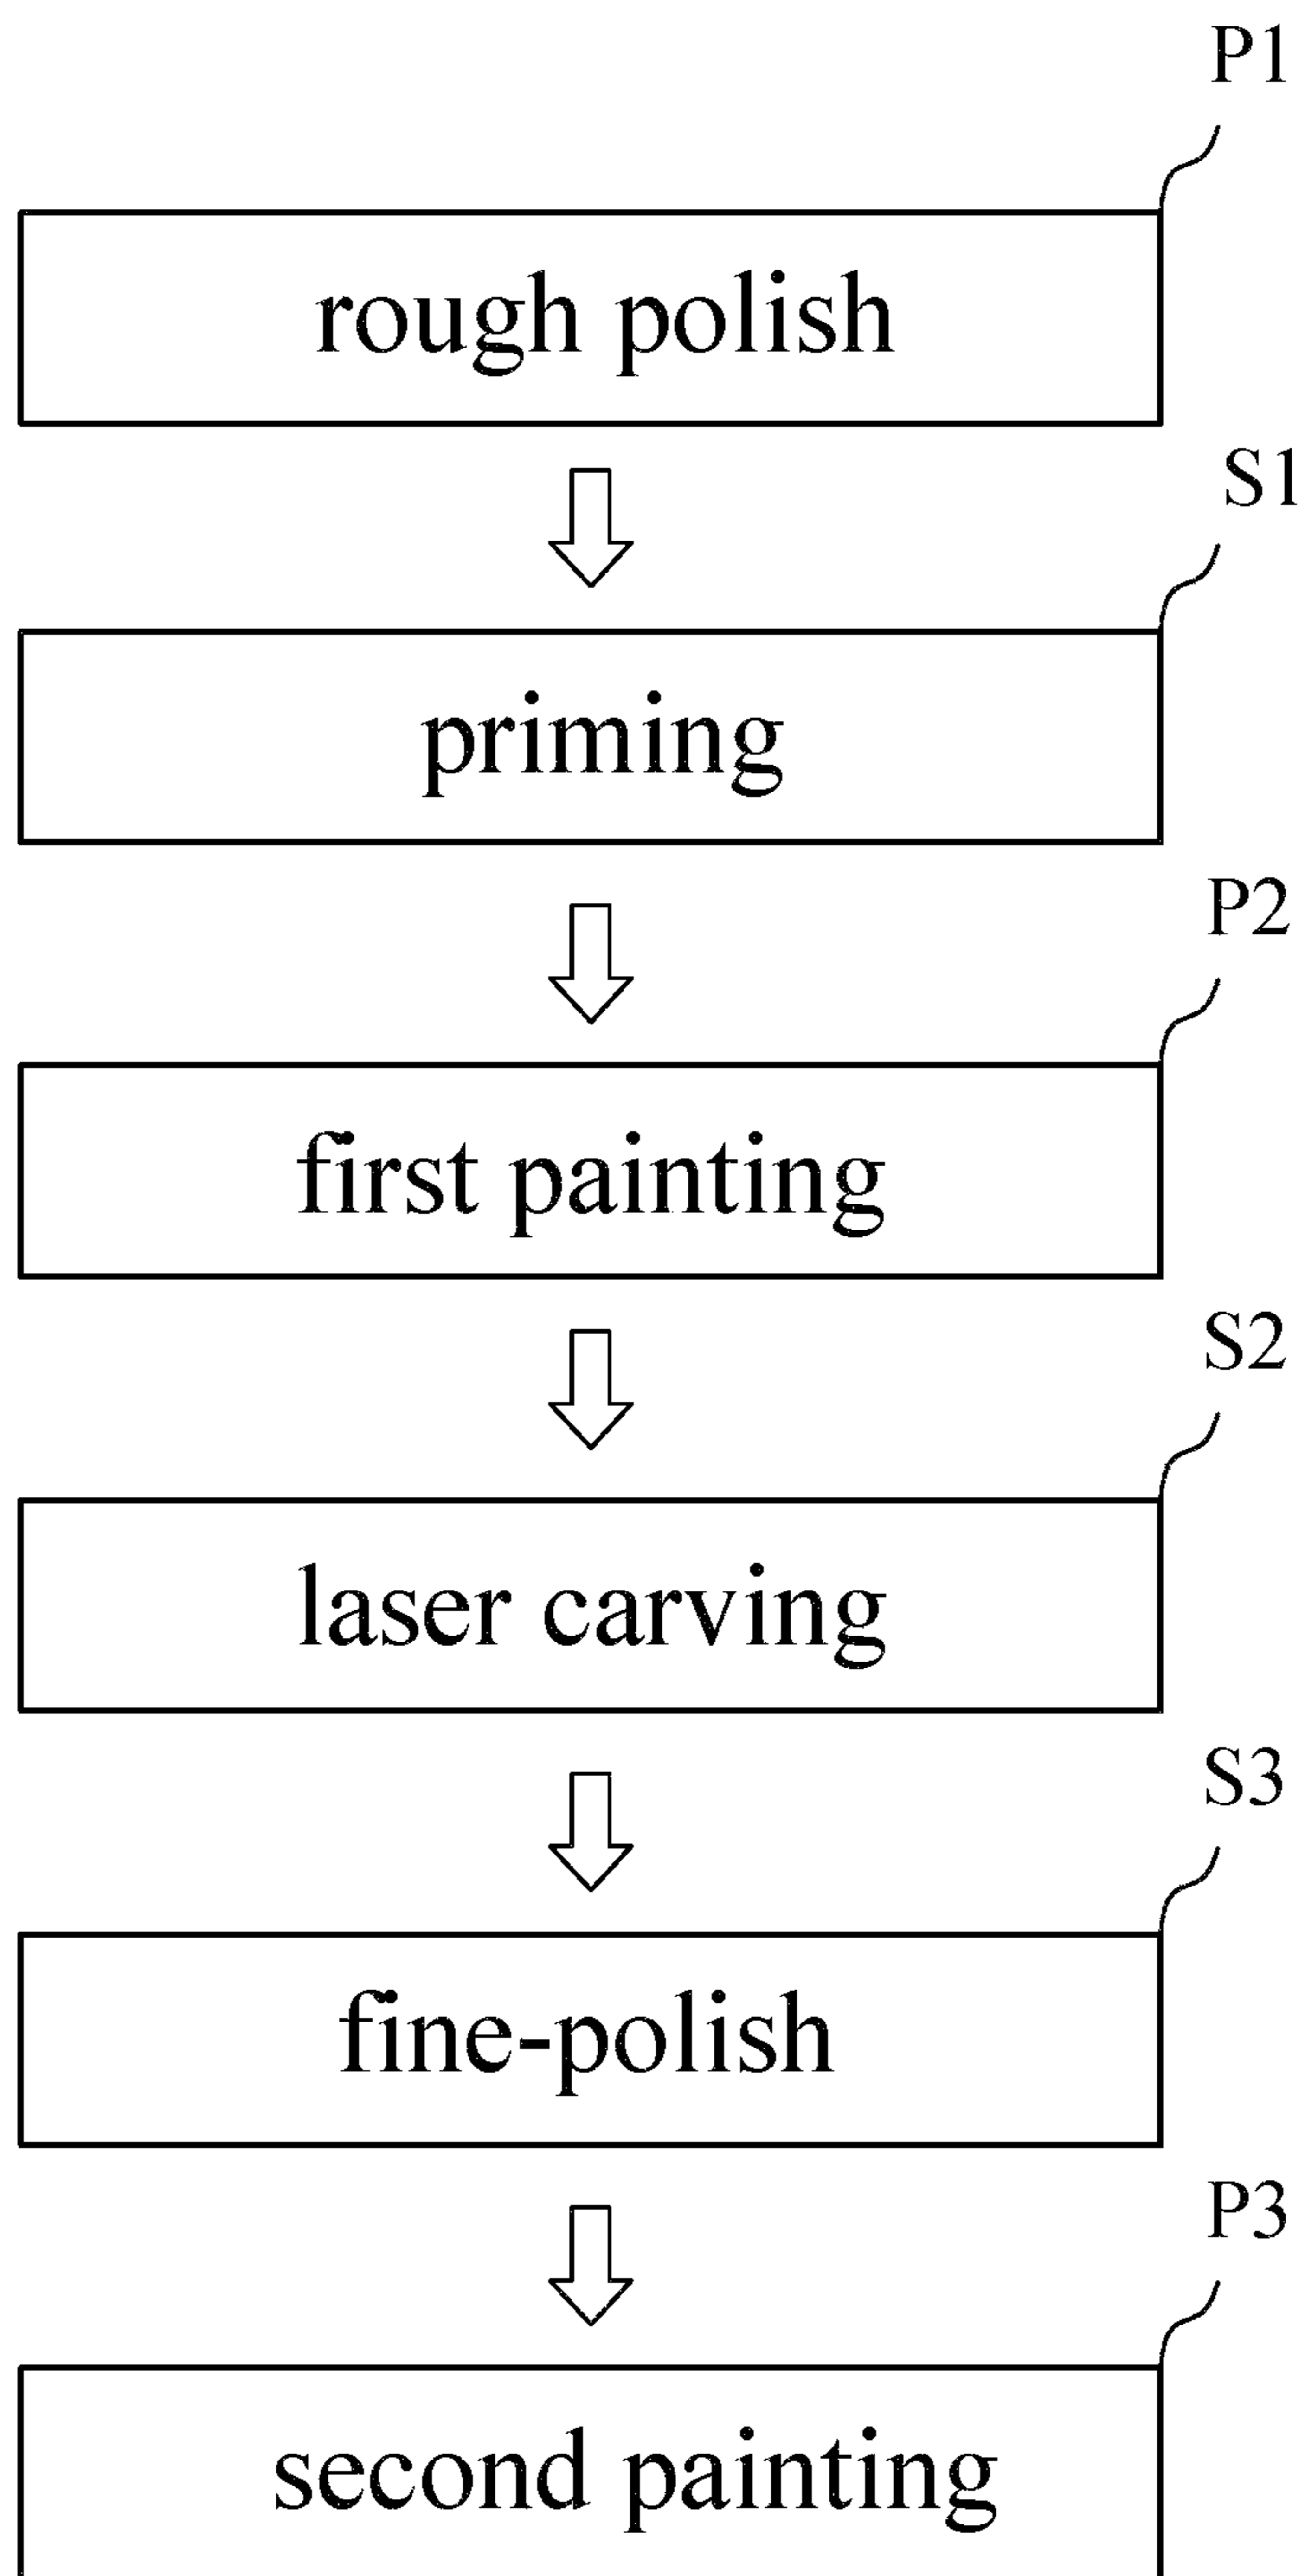 P1
rough polish
S1
priming
P2
first painting
S2
laser carving
S3
fine-polish
P3
second painting